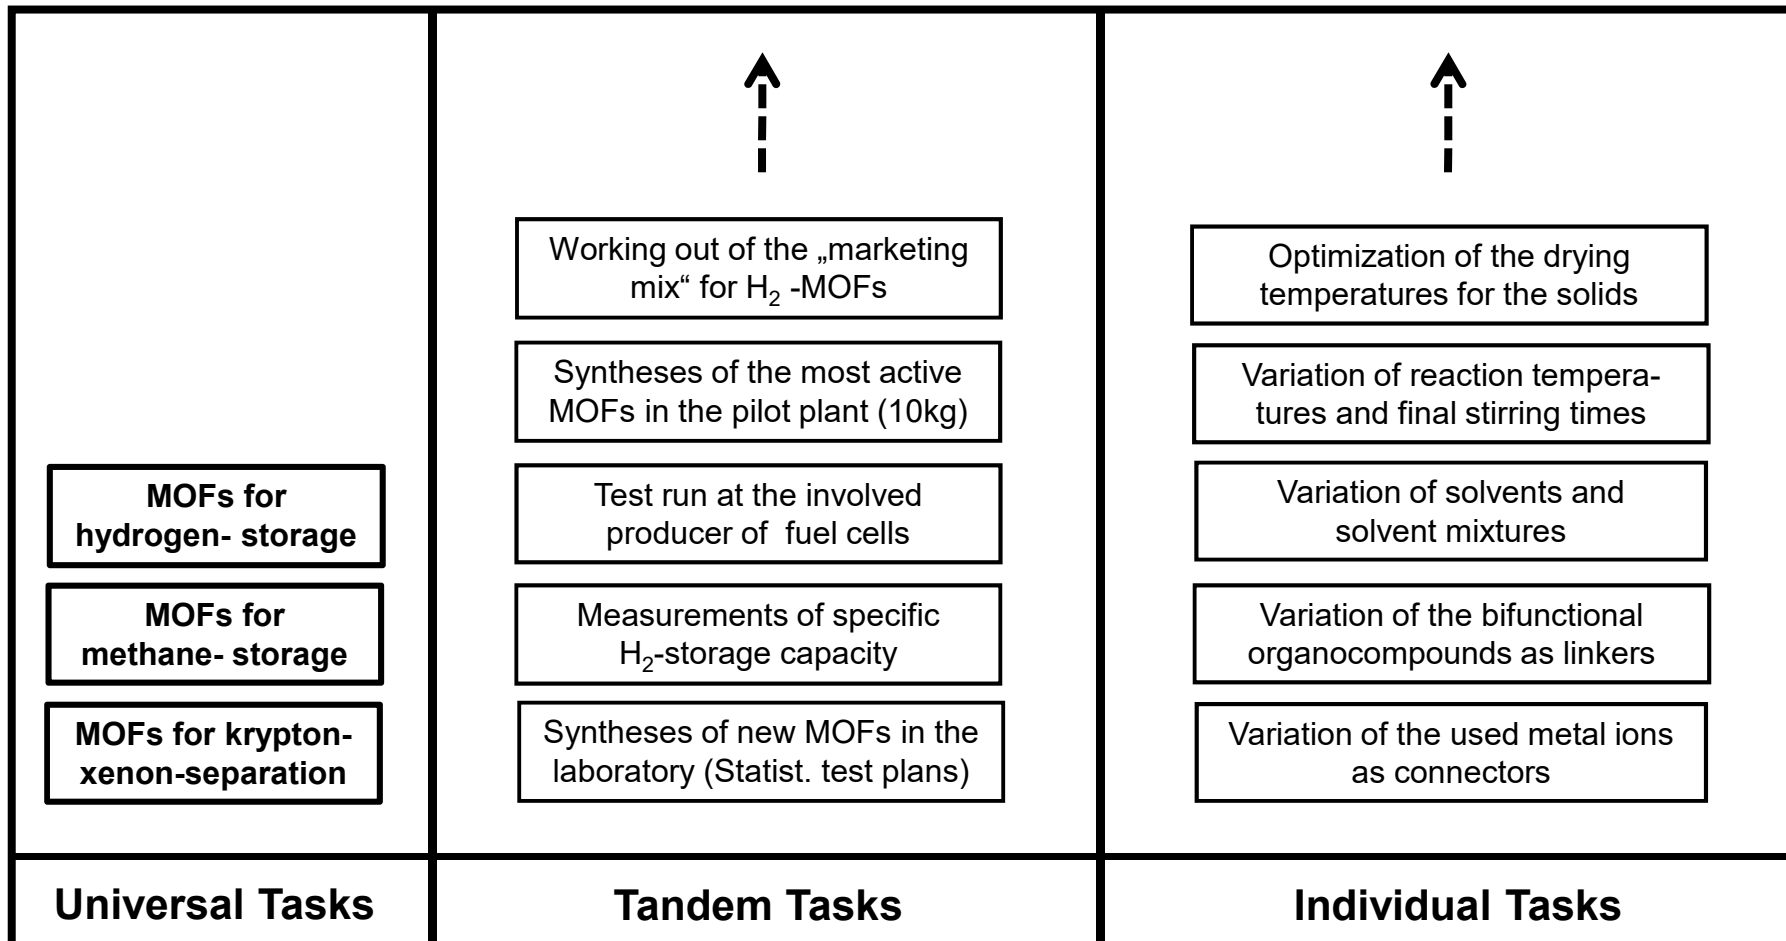 MOFs for
hydrogen- storage
MOFs for
methane- storage
MOFs for krypton-
xenon-separation
Universal Tasks
Working out of the „marketing
mix“ for H₂ -MOFs
Syntheses of the most active
MOFs in the pilot plant (10kg)
Test run at the involved
producer of  fuel cells
Measurements of specific
H₂-storage capacity
Syntheses of new MOFs in the
laboratory (Statist. test plans)
Tandem Tasks
Optimization of the drying
temperatures for the solids
Variation of reaction tempera-
tures and final stirring times
Variation of solvents and
solvent mixtures
Variation of the bifunctional
organocompounds as linkers
Variation of the used metal ions
as connectors
Individual Tasks